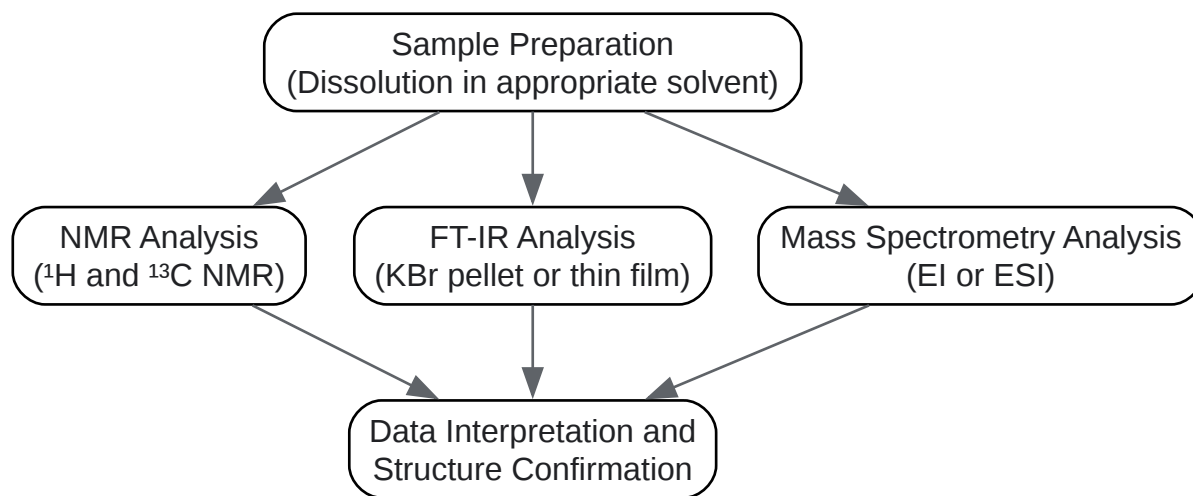 Sample Preparation
(Dissolution in appropriate solvent)
NMR Analysis
(¹H and ¹³C NMR)
FT-IR Analysis
(KBr pellet or thin film)
Mass Spectrometry Analysis
(EI or ESI)
Data Interpretation and
Structure Confirmation